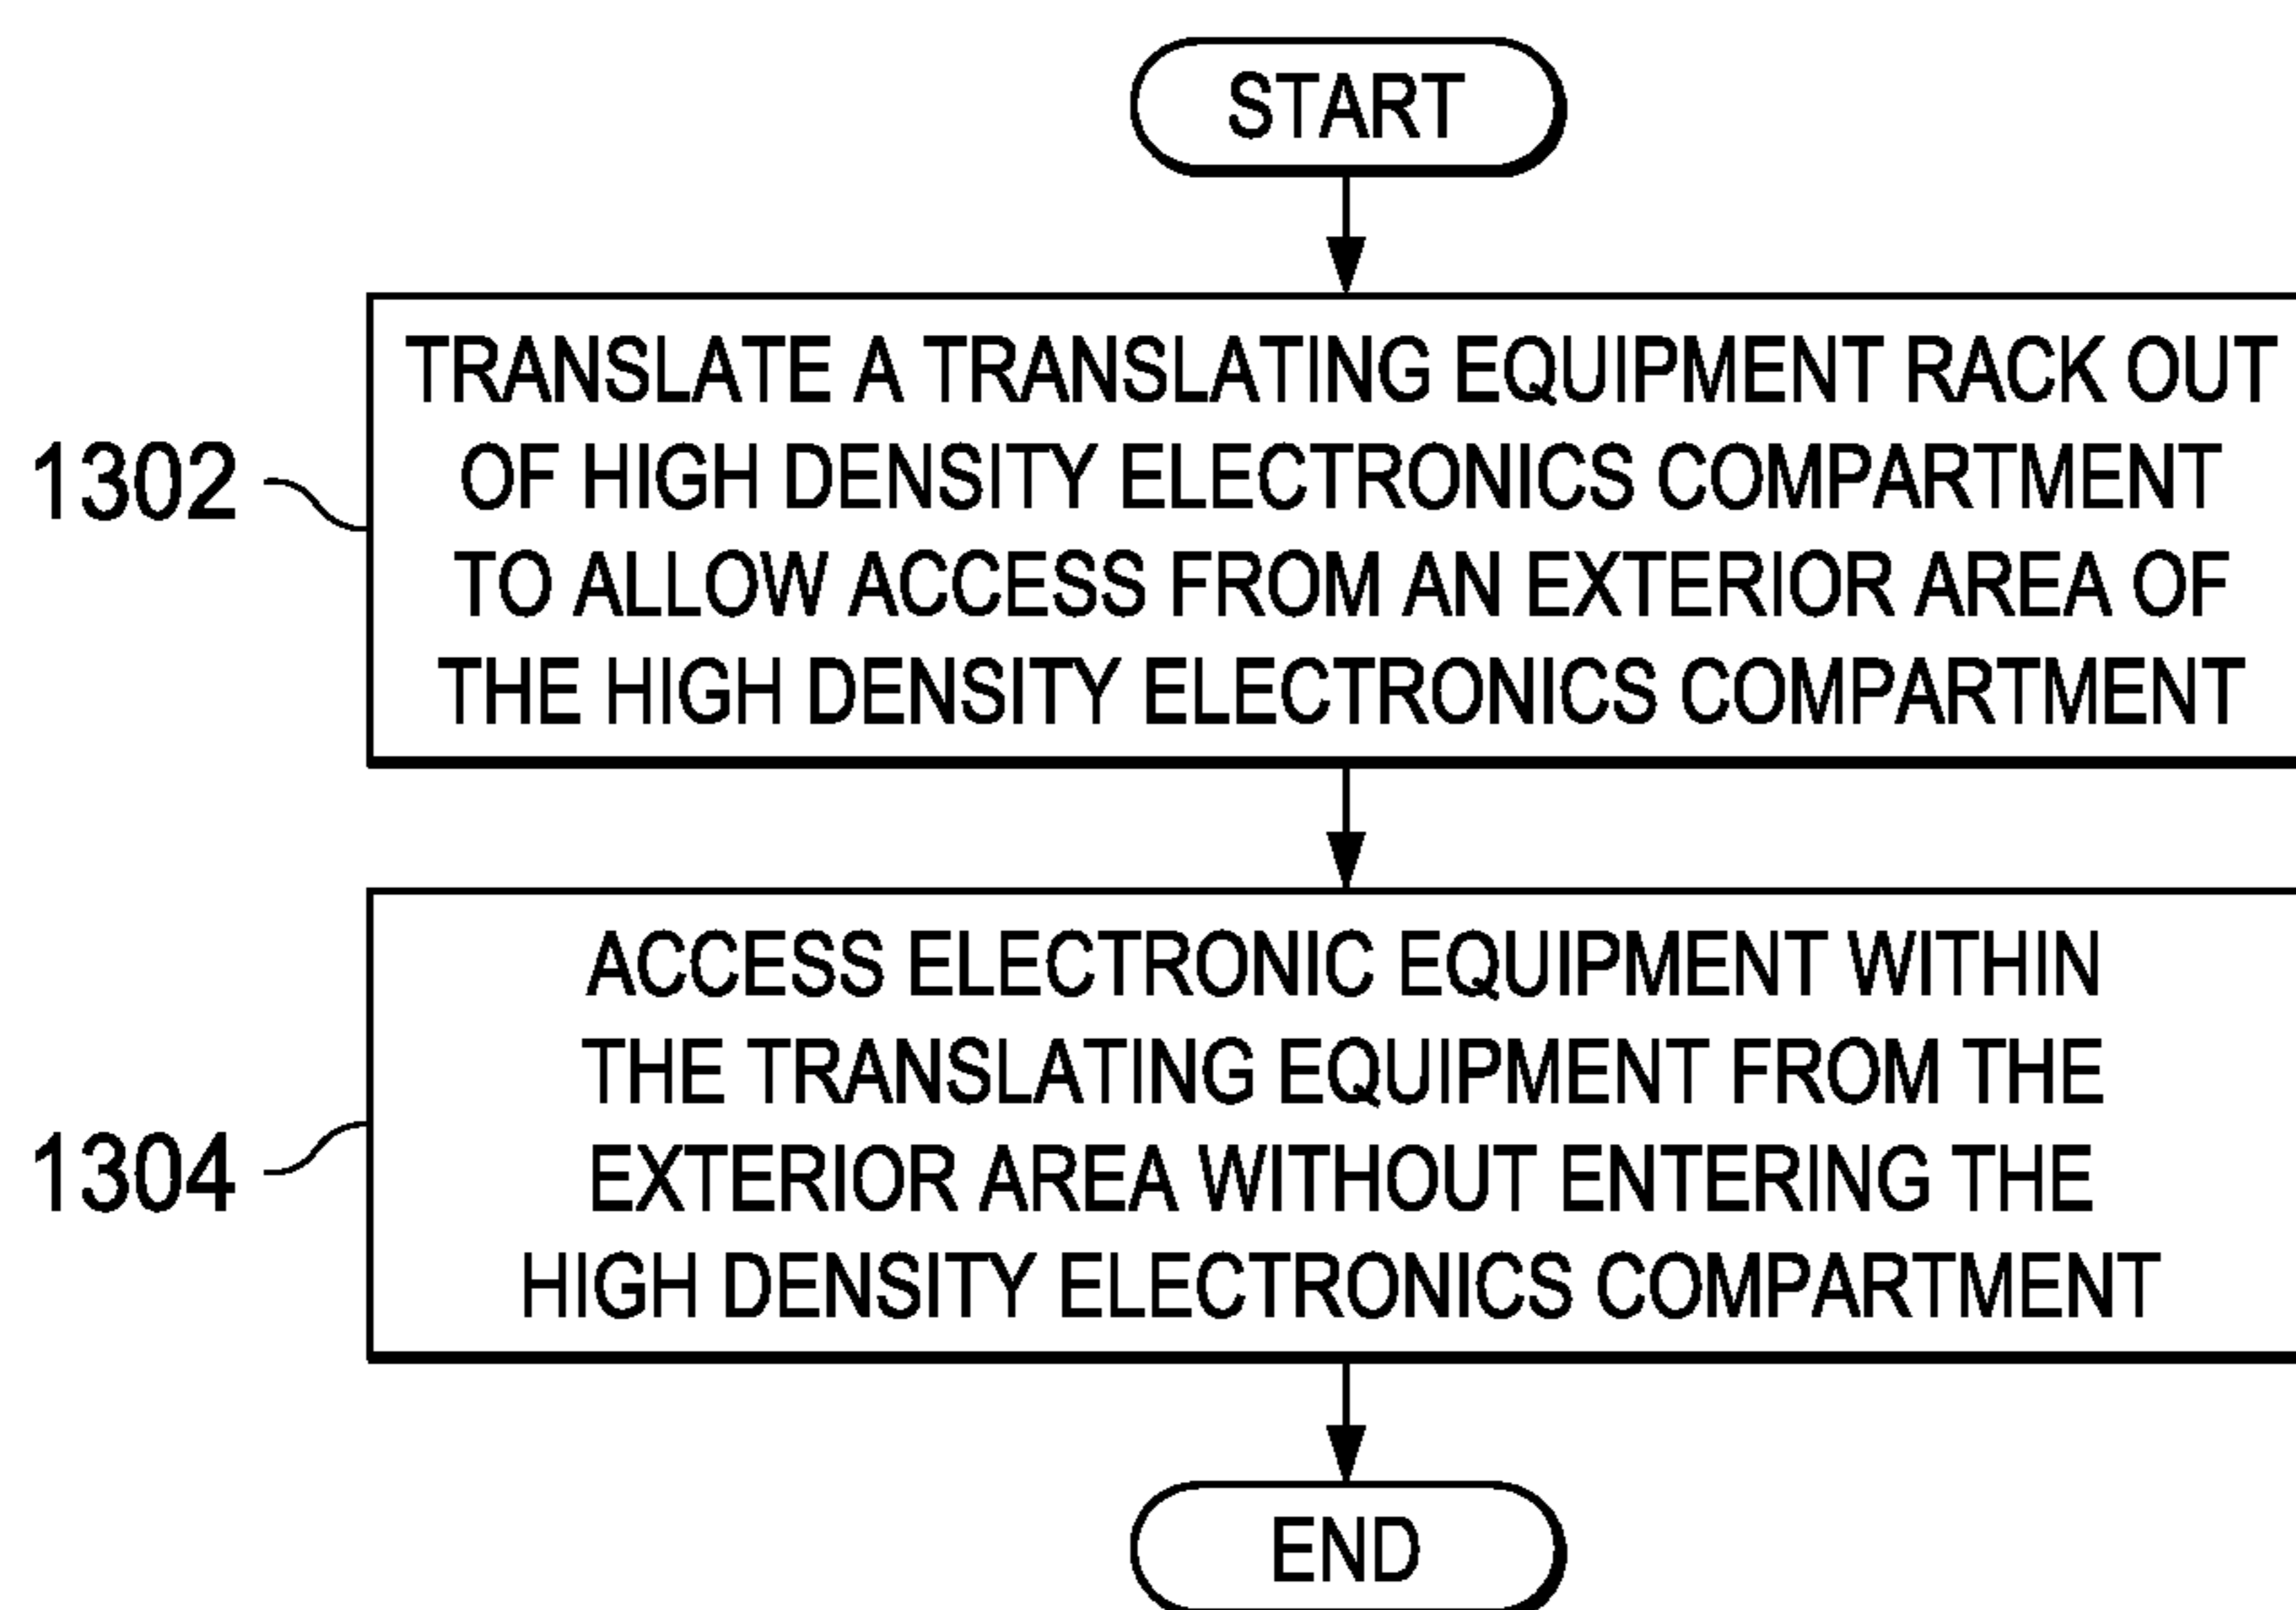 START
TRANSLATE A TRANSLATING EQUIPMENT RACK OUT
OF HIGH DENSITY ELECTRONICS COMPARTMENT
TO ALLOW ACCESS FROM AN EXTERIOR AREA OF
THE HIGH DENSITY ELECTRONICS COMPARTMENT
1302
ACCESS ELECTRONIC EQUIPMENT WITHIN
THE TRANSLATING EQUIPMENT FROM THE
EXTERIOR AREA WITHOUT ENTERING THE
HIGH DENSITY ELECTRONICS COMPARTMENT
1304
END